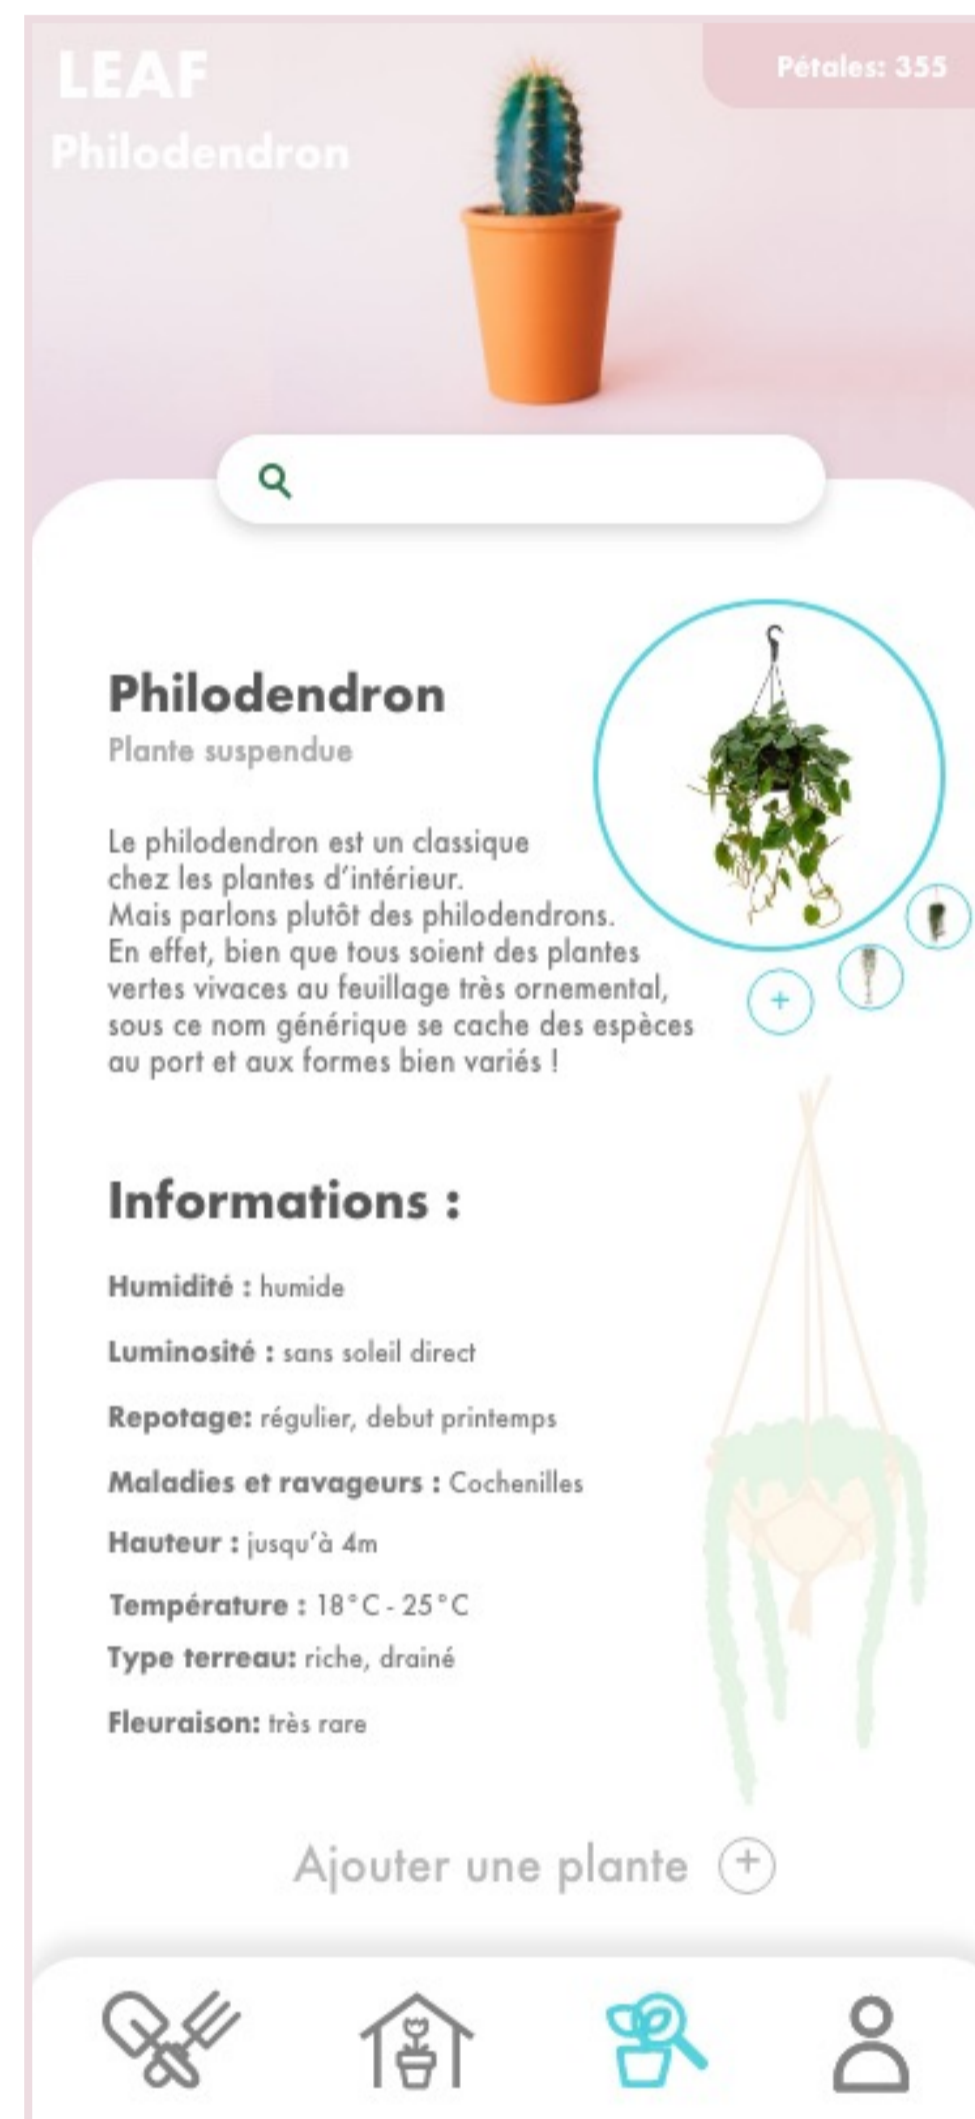 LEAF
Pétales: 355
Philodendron
Philodendron
Plante suspendue
Le philodendron est un classique
chez les plantes d'intérieur.
Mais parlons plutôt des philodendrons.
En effet, bien que tous soient des plantes
vertes vivaces au feuillage très ornemental,
sous ce nom générique se cache des espèces
au port et aux formes bien variés !
Informations :
Humidité : humide
Luminosité : sans soleil direct
Repotage: régulier, debut printemps
Maladies et ravageurs : Cochenilles
Hauteur : jusqu'à 4m
Température : 18°C - 25°C
Type terreau: riche, drainé
Fleuraison: très rare
Ajouter une plante +